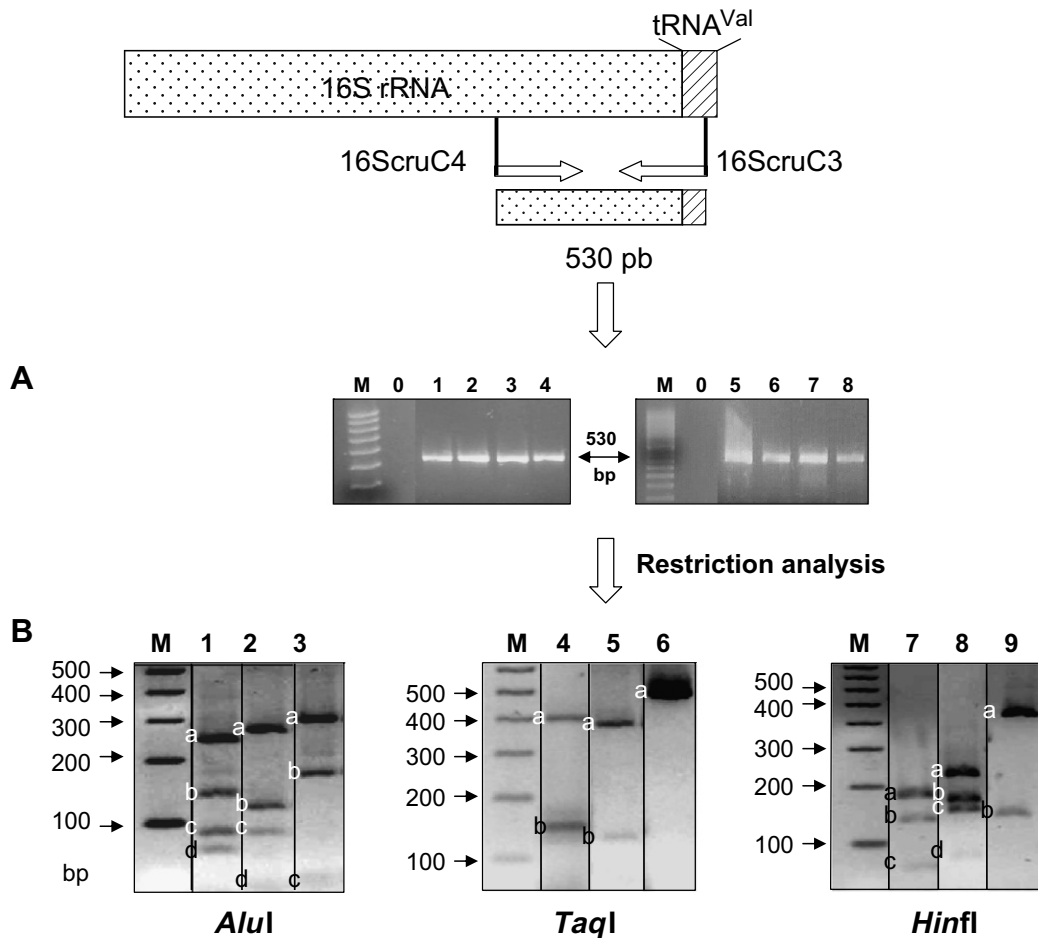 tRNAVal
16S rRNA
16ScruC4
16ScruC3
530 pb
A
M 0 1 2 3 4
M 0 5 6 7 8
530
bp
Restriction analysis
B
M 1 2 3
500
400
300
200
100
bp
a b c d
a b c d
a b c
AluI
M 4 5 6
500
400
300
200
100
a b
a b
a
TaqI
M 7 8 9
500
400
300
200
100
a b c
a b c d
a b
HinfI